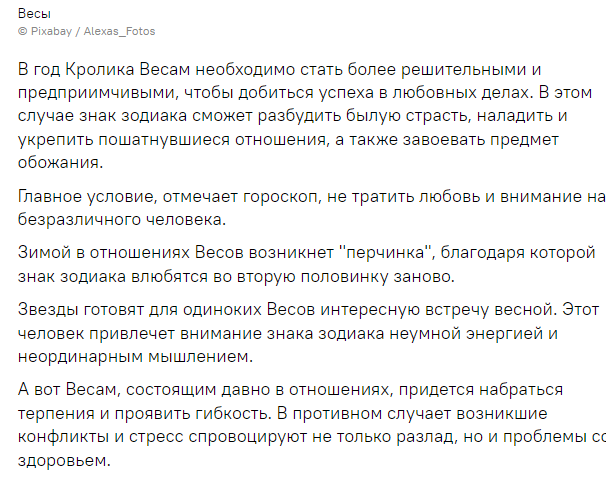 Весы
© Pixabay / Alexas_Fotos
В год Кролика Весам необходимо стать более решительными и
предприимчивыми, чтобы добиться успеха в любовных делах. В этом
случае знак зодиака сможет разбудить былую страсть, наладить и
укрепить пошатнувшиеся отношения, а также завоевать предмет
обожания.
Главное условие, отмечает гороскоп, не тратить любовь и внимание на
безразличного человека.
Зимой в отношениях Весов возникнет "перчинка", благодаря которой
знак зодиака влюбятся во вторую половинку заново.
Звезды готовят для одиноких Весов интересную встречу весной. Этот
человек привлечет внимание знака зодиака неумной энергией и
неординарным мышлением.
А вот Весам, состоящим давно в отношениях, придется набраться
терпения и проявить гибкость. В противном случает возникшие
конфликты и стресс спровоцируют не только разлад, но и проблемы со
здоровьем.